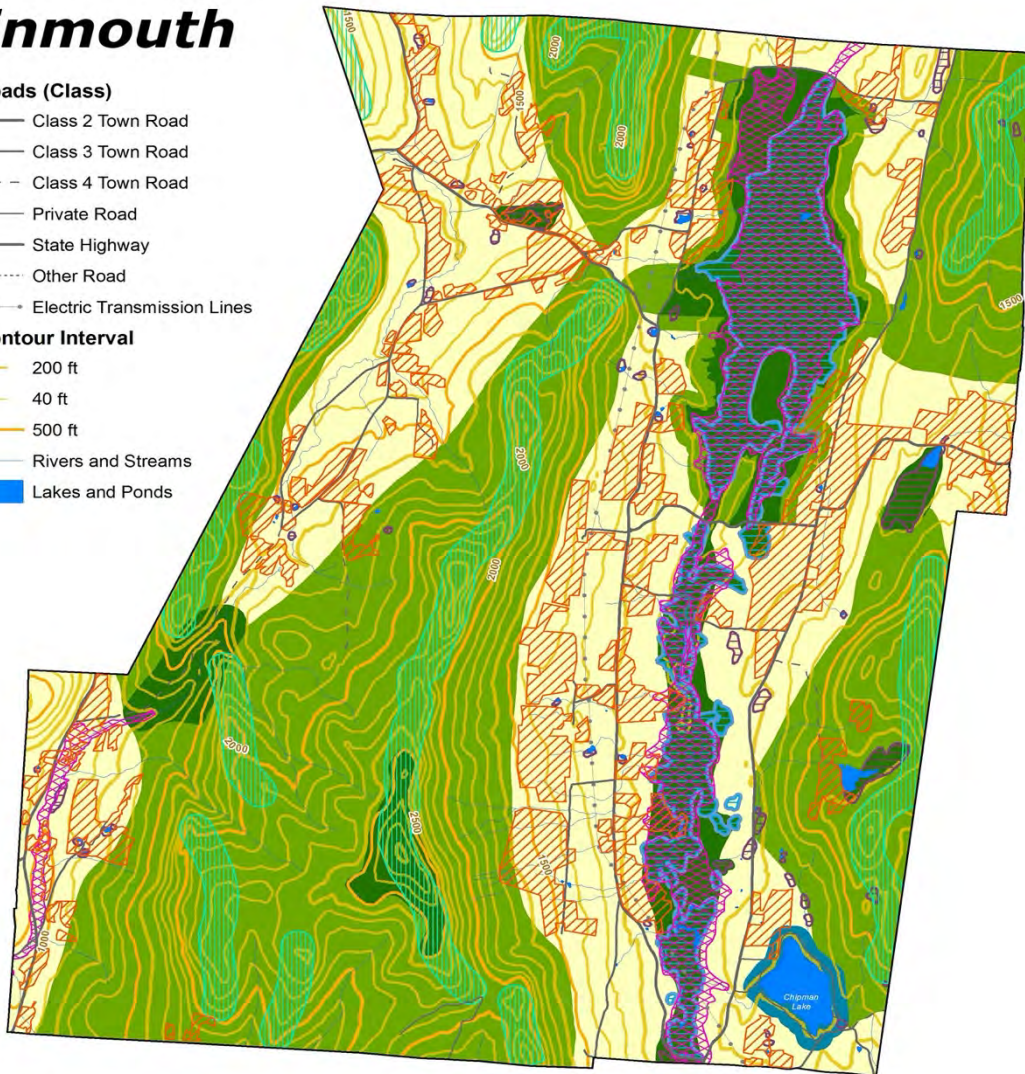 nmouth
ads (Class)
Class 2 Town Road
Class 3 Town Road
Class 4 Town Road
Private Road
State Highway
Other Road
Electric Transmission Lines
ntour Interval
200 ft
40 ft
500 ft
Rivers and Streams
Lakes and Ponds
1500
2000
1500
2000
1500
2000
2000
2000
2500
1500
1000
Chipman
Lake